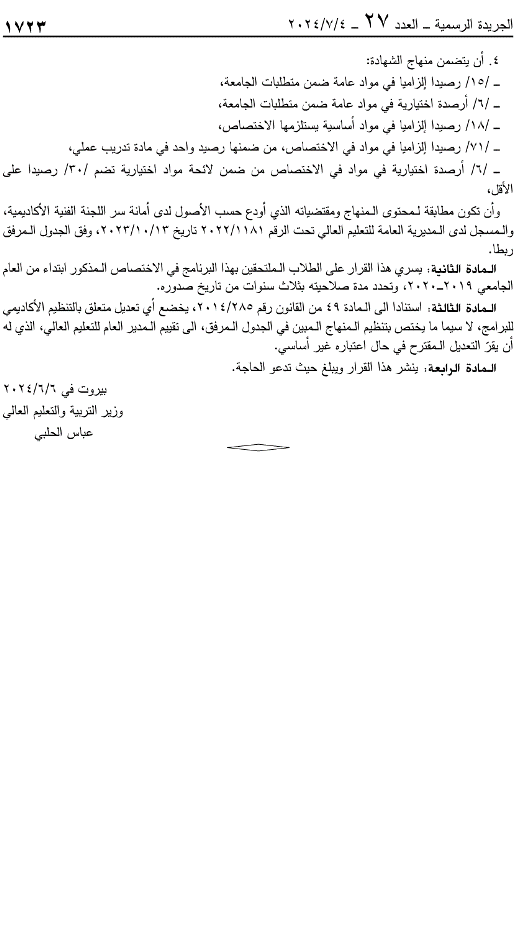 الجريدة الرسمية ــ العدد ٢٧ ــ ٢٠٢٤/٧/٤ ١٧٢٣
٤. أن يتضمن منهاج الشهادة:
ــ /١٥/ رصيدا إلزاميا في مواد عامة ضمن متطلبات الجامعة،
ــ /٦/ أرصدة اختيارية في مواد عامة ضمن متطلبات الجامعة،
ــ /١٨/ رصيدا إلزاميا في مواد أساسية يستلزمها الاختصاص،
ــ /٧١/ رصيدا إلزاميا في مواد في الاختصاص، من ضمنها رصيد واحد في مادة تدريب عملي،
ــ /٦/ أرصدة اختيارية في مواد في الاختصاص من ضمن لائحة مواد اختيارية تضم /٣٠/ رصيدا على
الأقل،
وأن تكون مطابقة لمحتوى المنهاج ومقتضياته الذي أودع حسب الأصول لدى أمانة سر اللجنة الفنية الأكاديمية،
والمسجل لدى المديرية العامة للتعليم العالي تحت الرقم ٢٠٢٢/١١٨١ تاريخ ٢٠٢٣/١٠/١٣، وفق الجدول المرفق
ربطا.
المادة الثانية: يسري هذا القرار على الطلاب الملتحقين بهذا البرنامج في الاختصاص المذكور ابتداء من العام
الجامعي ٢٠١٩ــ٢٠٢٠، وتحدد مدة صلاحيته بثلاث سنوات من تاريخ صدوره.
المادة الثالثة: استنادا الى المادة ٤٩ من القانون رقم ٢٠١٤/٢٨٥، يخضع أي تعديل متعلق بالتنظيم الأكاديمي
للبرامج، لا سيما ما يختص بتنظيم المنهاج المبين في الجدول المرفق، الى تقييم المدير العام للتعليم العالي، الذي له
أن يقرّ التعديل المقترح في حال اعتباره غير أساسي.
المادة الرابعة: ينشر هذا القرار ويبلغ حيث تدعو الحاجة.
بيروت في ٢٠٢٤/٦/٦
وزير التربية والتعليم العالي
عباس الحلبي